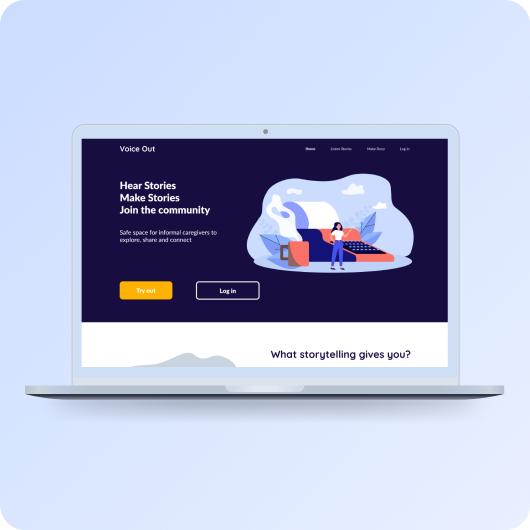 Voice Out
Home
Listen Stories
Make Story
Log in
Hear Stories
Make Stories
Join the community
Safe space for informal caregivers to
explore, share and connect
Try out
Log in
What storytelling gives you?